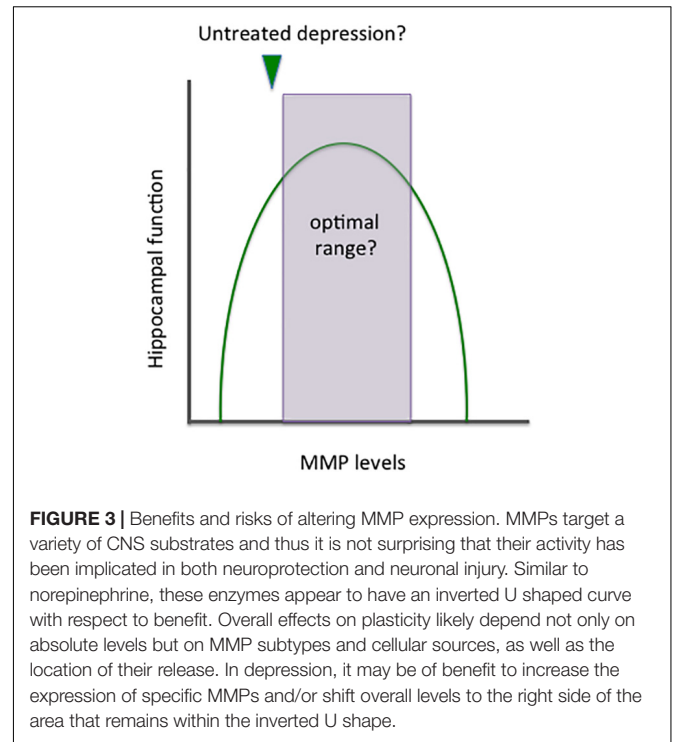 Untreated depression?
Hippocampal function
optimal
range?
MMP levels
FIGURE 3 | Benefits and risks of altering MMP expression. MMPs target a
variety of CNS substrates and thus it is not surprising that their activity has
been implicated in both neuroprotection and neuronal injury. Similar to
norepinephrine, these enzymes appear to have an inverted U shaped curve
with respect to benefit. Overall effects on plasticity likely depend not only on
absolute levels but on MMP subtypes and cellular sources, as well as the
location of their release. In depression, it may be of benefit to increase the
expression of specific MMPs and/or shift overall levels to the right side of the
area that remains within the inverted U shape.